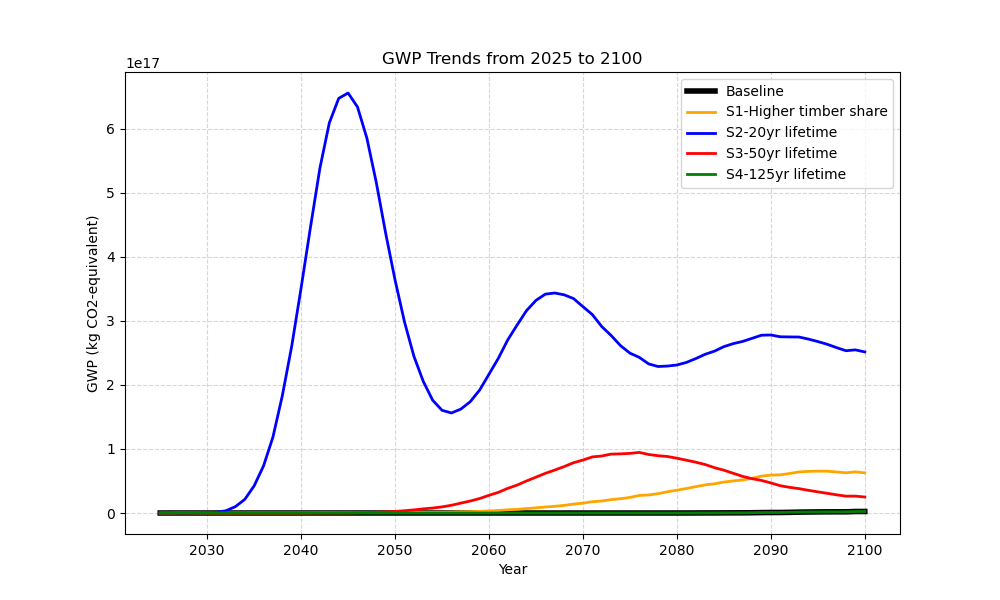 GWP Trends from 2025 to 2100
1e17
Baseline
S1-Higher timber share
S2-20yr lifetime
S3-50yr lifetime
S4-125yr lifetime
GWP (kg CO2-equivalent)
6
5
4
3
2
1
0
2030 2040 2050 2060 2070 2080 2090 2100
Year